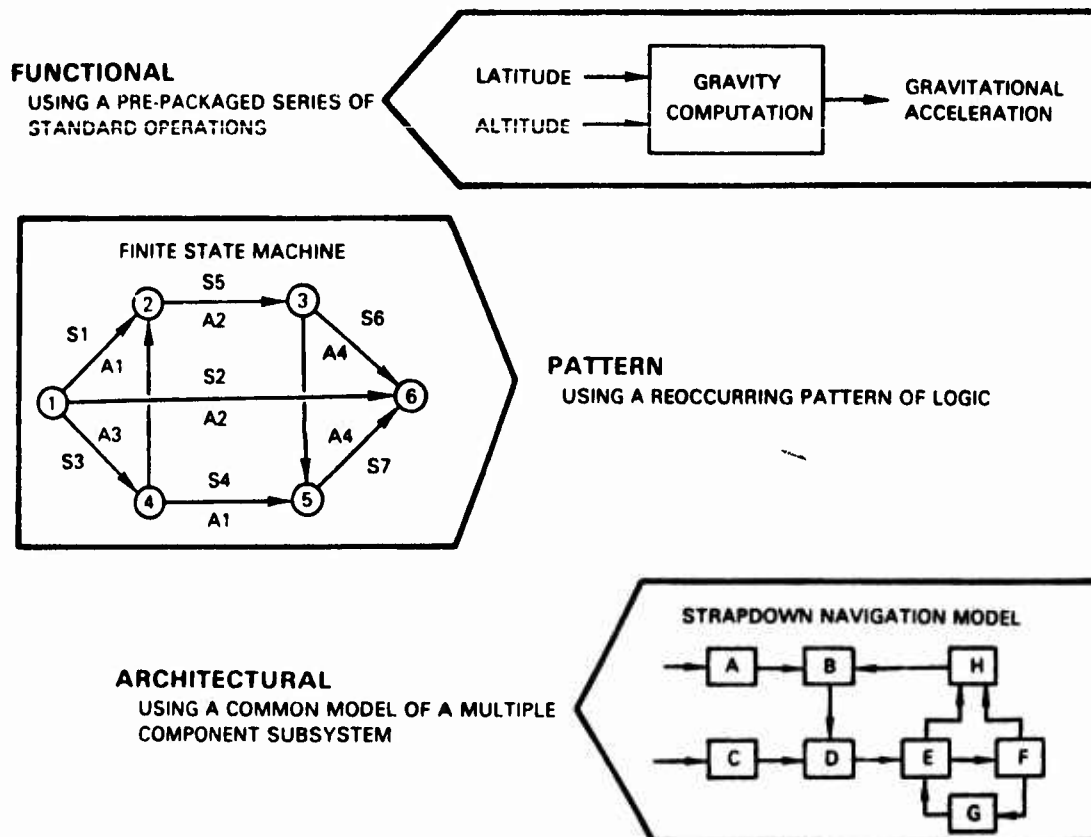 FUNCTIONAL
USING A PRE-PACKAGED SERIES OF
STANDARD OPERATIONS
LATITUDE
ALTITUDE
GRAVITY
COMPUTATION
GRAVITATIONAL
ACCELERATION
FINITE STATE MACHINE
S5
2
3
A2
S1
S6
A1
A4
S2
1
6
A2
A3
A4
S3
S7
S4
4
5
A1
PATTERN
USING A REOCCURRING PATTERN OF LOGIC
ARCHITECTURAL
USING A COMMON MODEL OF A MULTIPLE
COMPONENT SUBSYSTEM
STRAPDOWN NAVIGATION MODEL
A
B
H
C
D
E
F
G